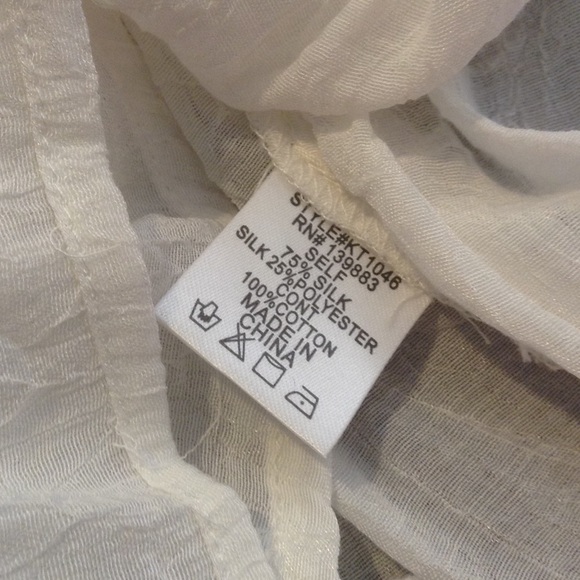 STYLE#KT1046
RN# 139883
SELF
75% SILK
SILK 25%POLYESTER
CONT
100%COTTON
MADE IN
CHINA